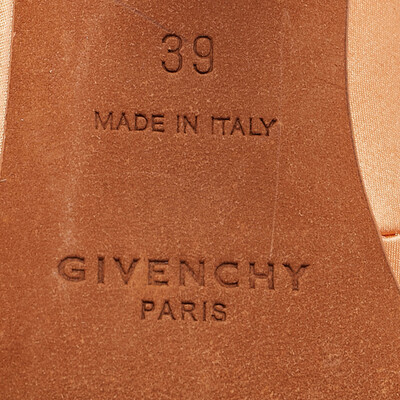 39
MADE IN ITALY
GIVENCHY
PARIS